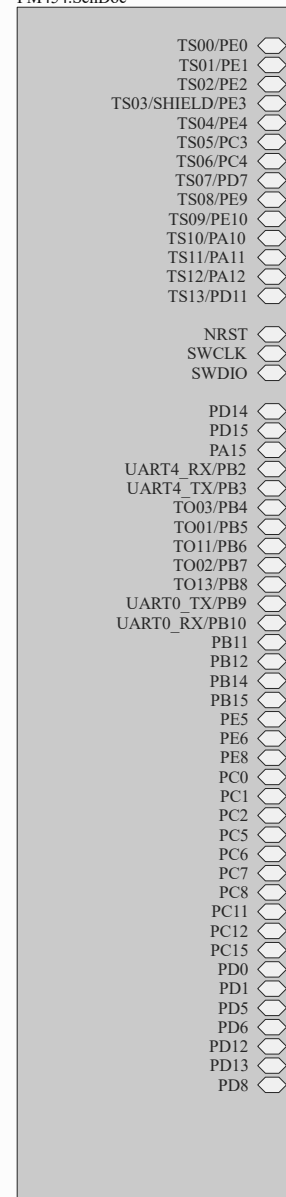 TS00/PE0
TS01/PE1
TS02/PE2
TS03/SHIELD/PE3
TS04/PE4
TS05/PC3
TS06/PC4
TS07/PD7
TS08/PE9
TS09/PE10
TS10/PA10
TS11/PA11
TS12/PA12
TS13/PD11
NRST
SWCLK
SWDIO
PD14
PD15
PA15
UART4_RX/PB2
UART4_TX/PB3
TO03/PB4
TO01/PB5
TO11/PB6
TO02/PB7
TO13/PB8
UART0_TX/PB9
UART0_RX/PB10
PB11
PB12
PB14
PB15
PE5
PE6
PE8
PC0
PC1
PC2
PC5
PC6
PC7
PC8
PC11
PC12
PC15
PD0
PD1
PD5
PD6
PD12
PD13
PD8